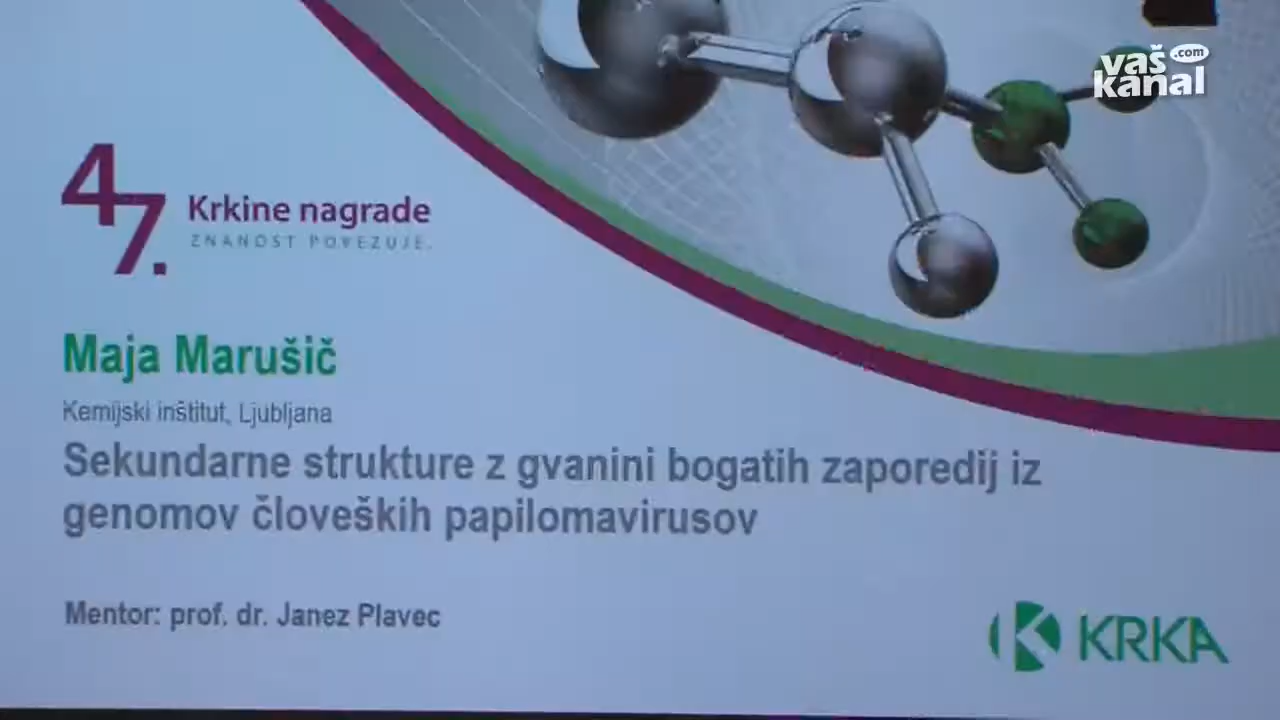 vaš .com
kanal
47. Krkine nagrade
ZNANOST POVEZUJE.
Maja Marušič
Kemijski inštitut, Ljubljana
Sekundarne strukture z gvanini bogatih zaporedij iz
genomov človeških papilomavirusov
Mentor: prof. dr. Janez Plavec
KRKA